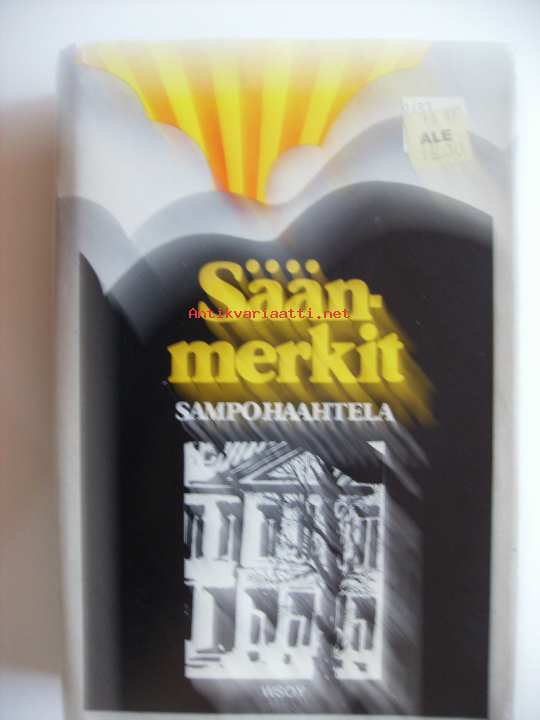 ALE
Sään-
Antikvariaatti.net
merkit
SAMPO HAAHTELA
WSOY